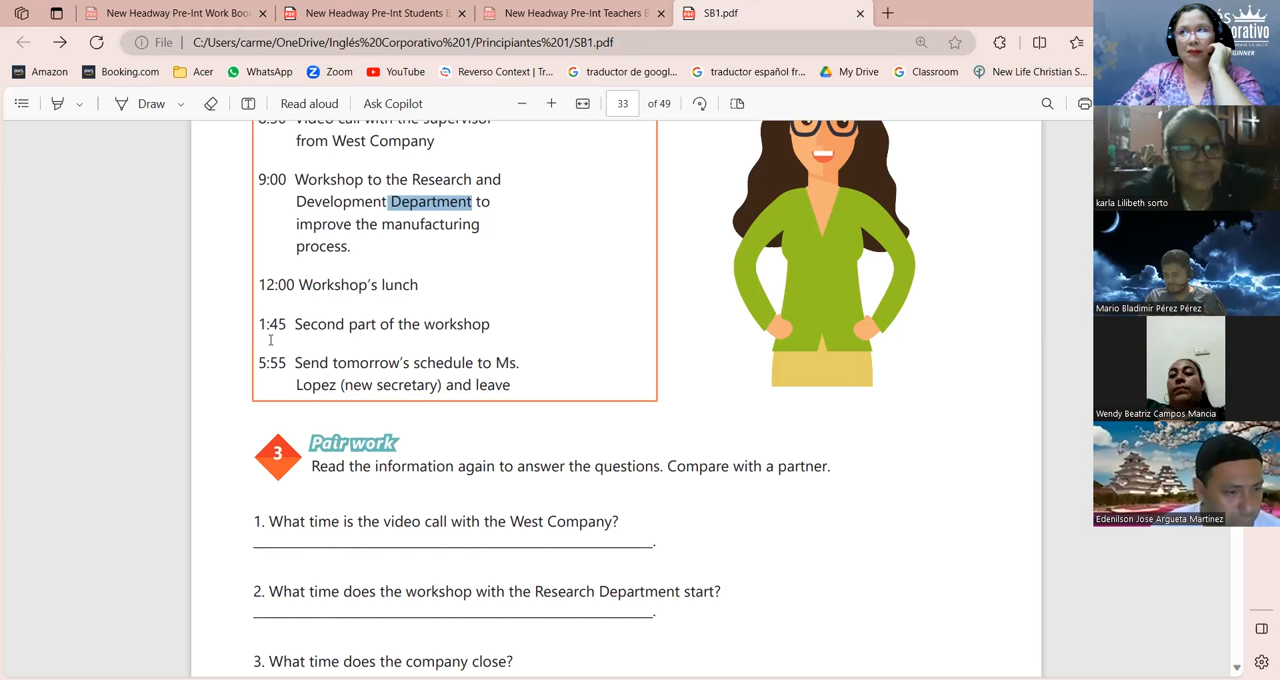 New Headway Pre-Int Work Boo
New Headway Pre-Int Students B
New Headway Pre-Int Teachers B
SB1.pdf
File
C:/Users/carme/OneDrive/Inglés%20Corporativo%201/Principiantes%201/SB1.pdf
Amazon
Booking.com
Acer
WhatsApp
Zoom
YouTube
Reverso Context | Tr...
traductor de googl...
traductor español fr...
My Drive
Classroom
New Life Christian S...
Draw
Read aloud
Ask Copilot
33
of 49
8:30 Video call with the supervisor
from West Company
9:00 Workshop to the Research and
Development Department to
improve the manufacturing
process.
12:00 Workshop's lunch
1:45 Second part of the workshop
5:55 Send tomorrow's schedule to Ms.
Lopez (new secretary) and leave
3 Pair work
Read the information again to answer the questions. Compare with a partner.
1. What time is the video call with the West Company?
2. What time does the workshop with the Research Department start?
3. What time does the company close?
karla Lilibeth sorto
Mario Bladimir Pérez Pérez
Wendy Beatriz Campos Mancia
Edenilson Jose Argueta Martinez